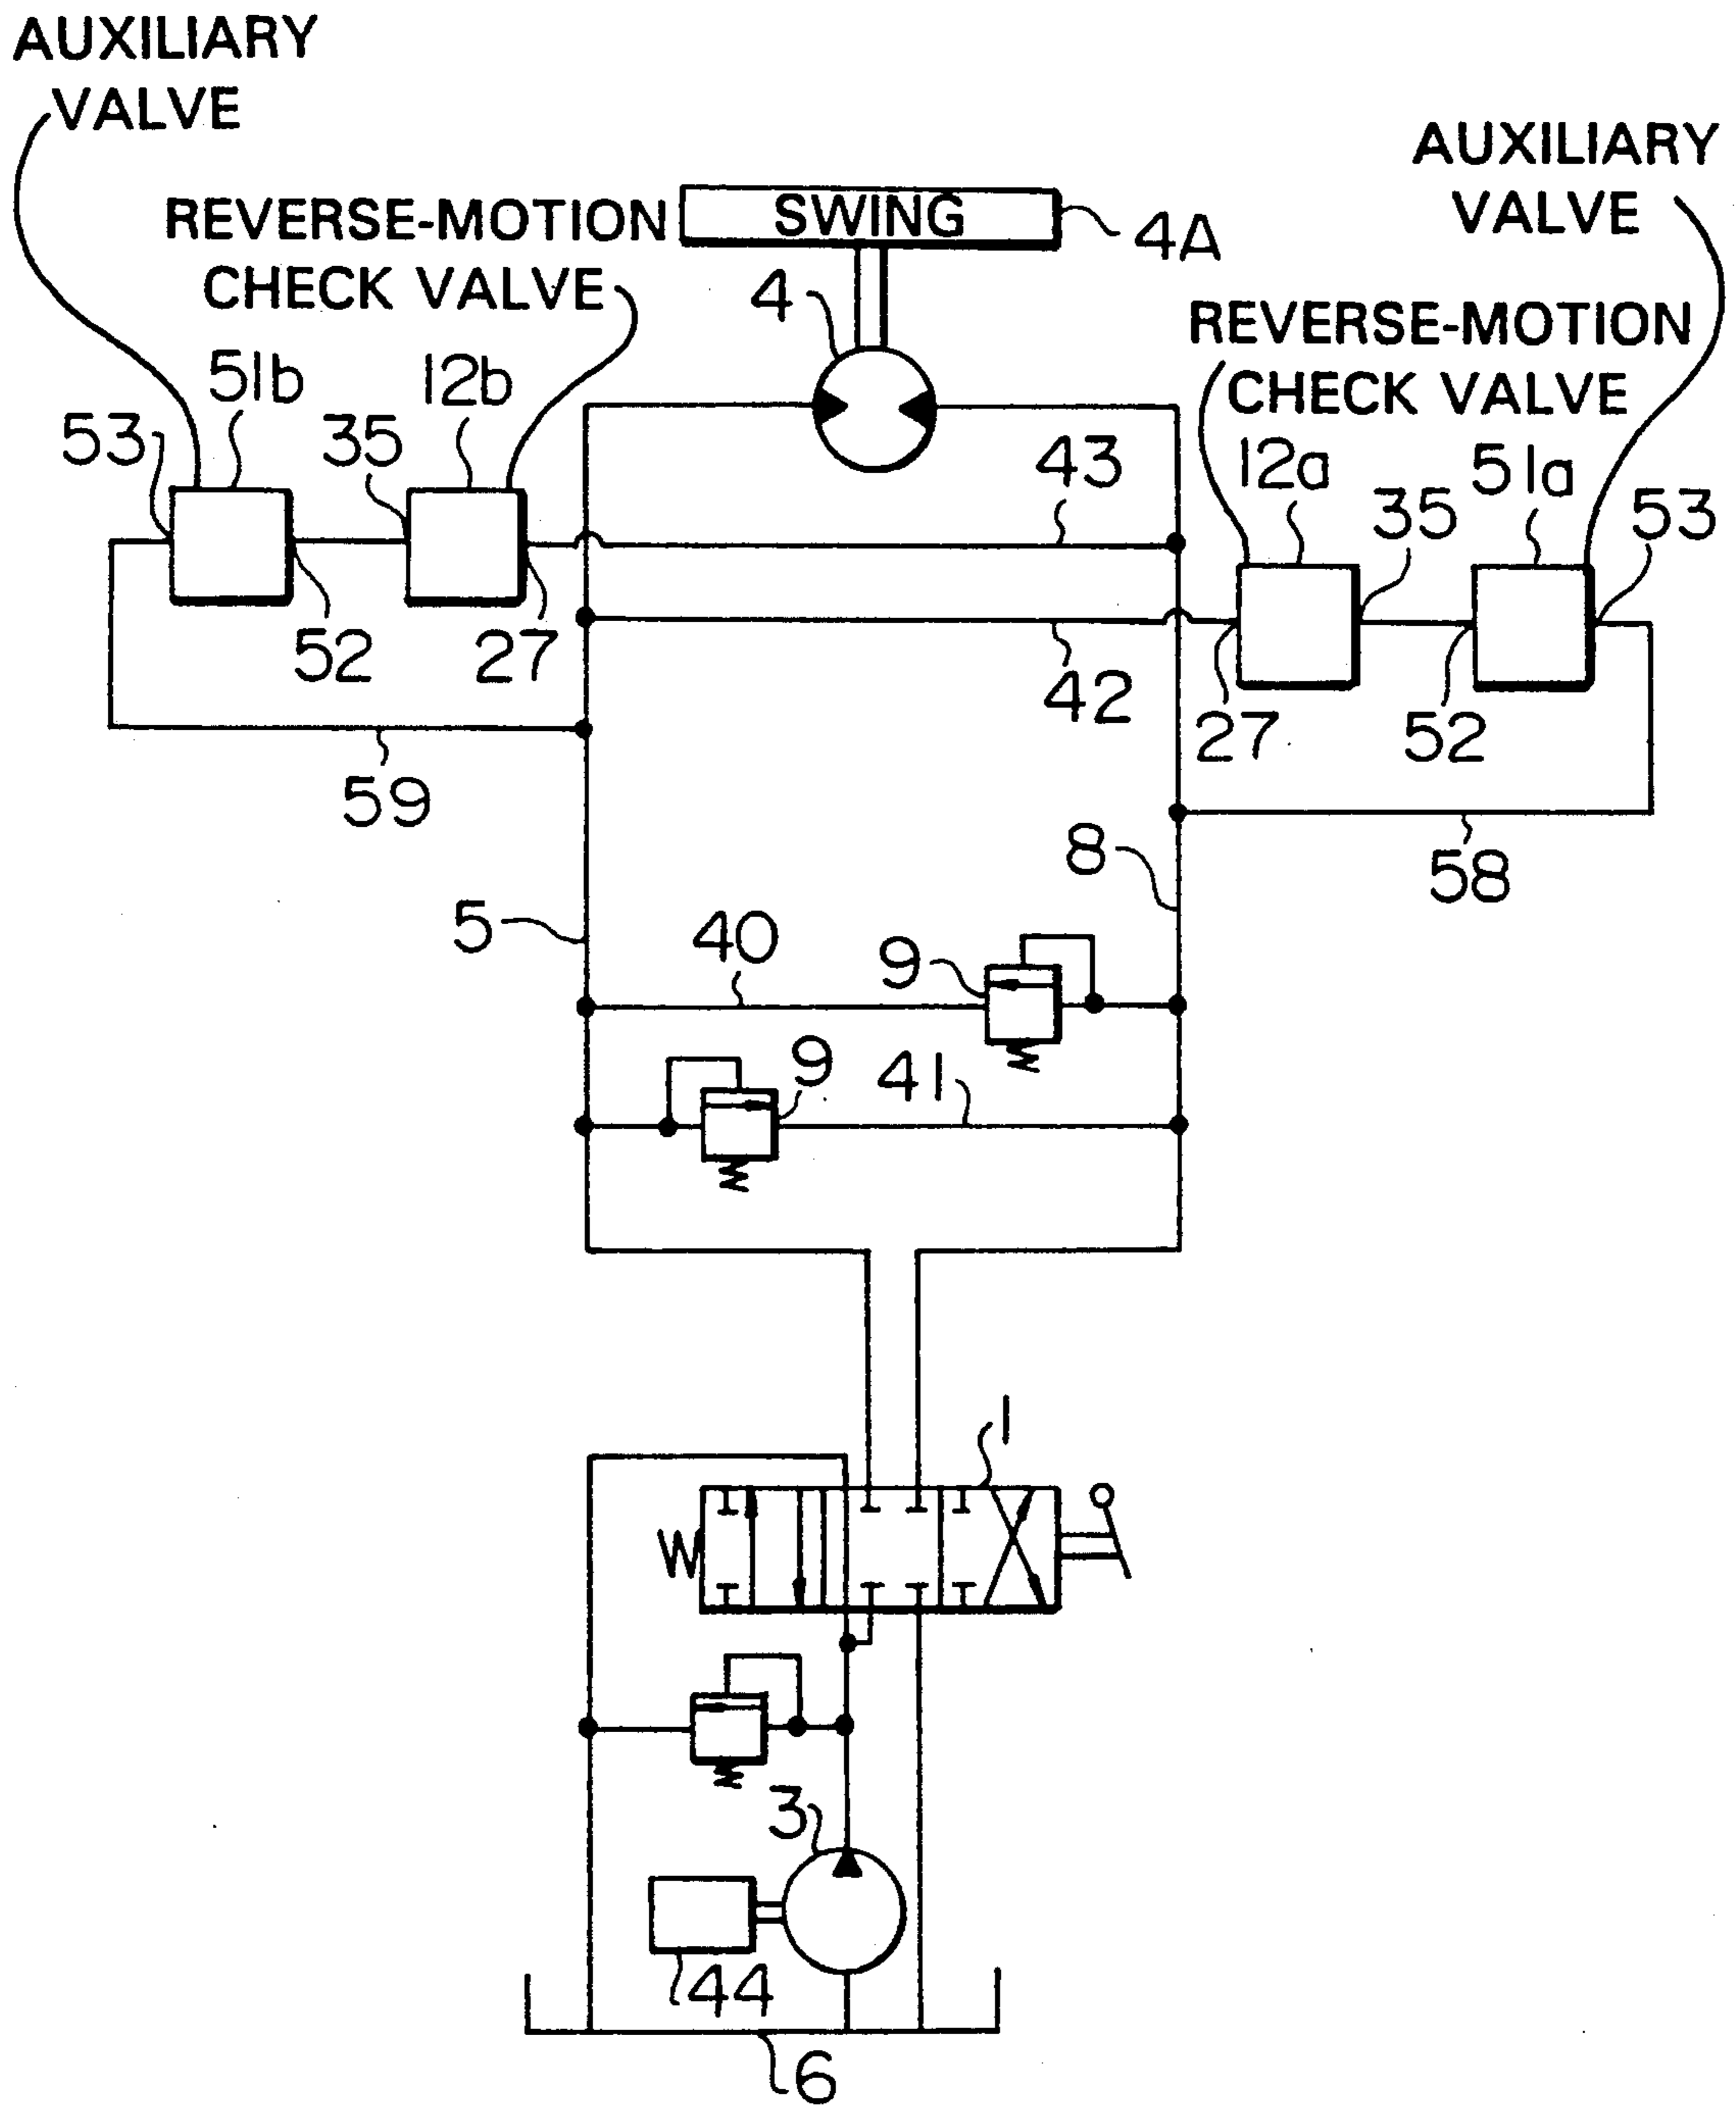 AUXILIARY
VALVE
AUXILIARY
VALVE
REVERSE-MOTION
CHECK VALVE
SWING
4A
4
REVERSE-MOTION
CHECK VALVE
51b
12b
53
35
43
12a
51a
35
53
52
27
42
27
52
59
58
8
5
40
9
9
41
1
3
44
6